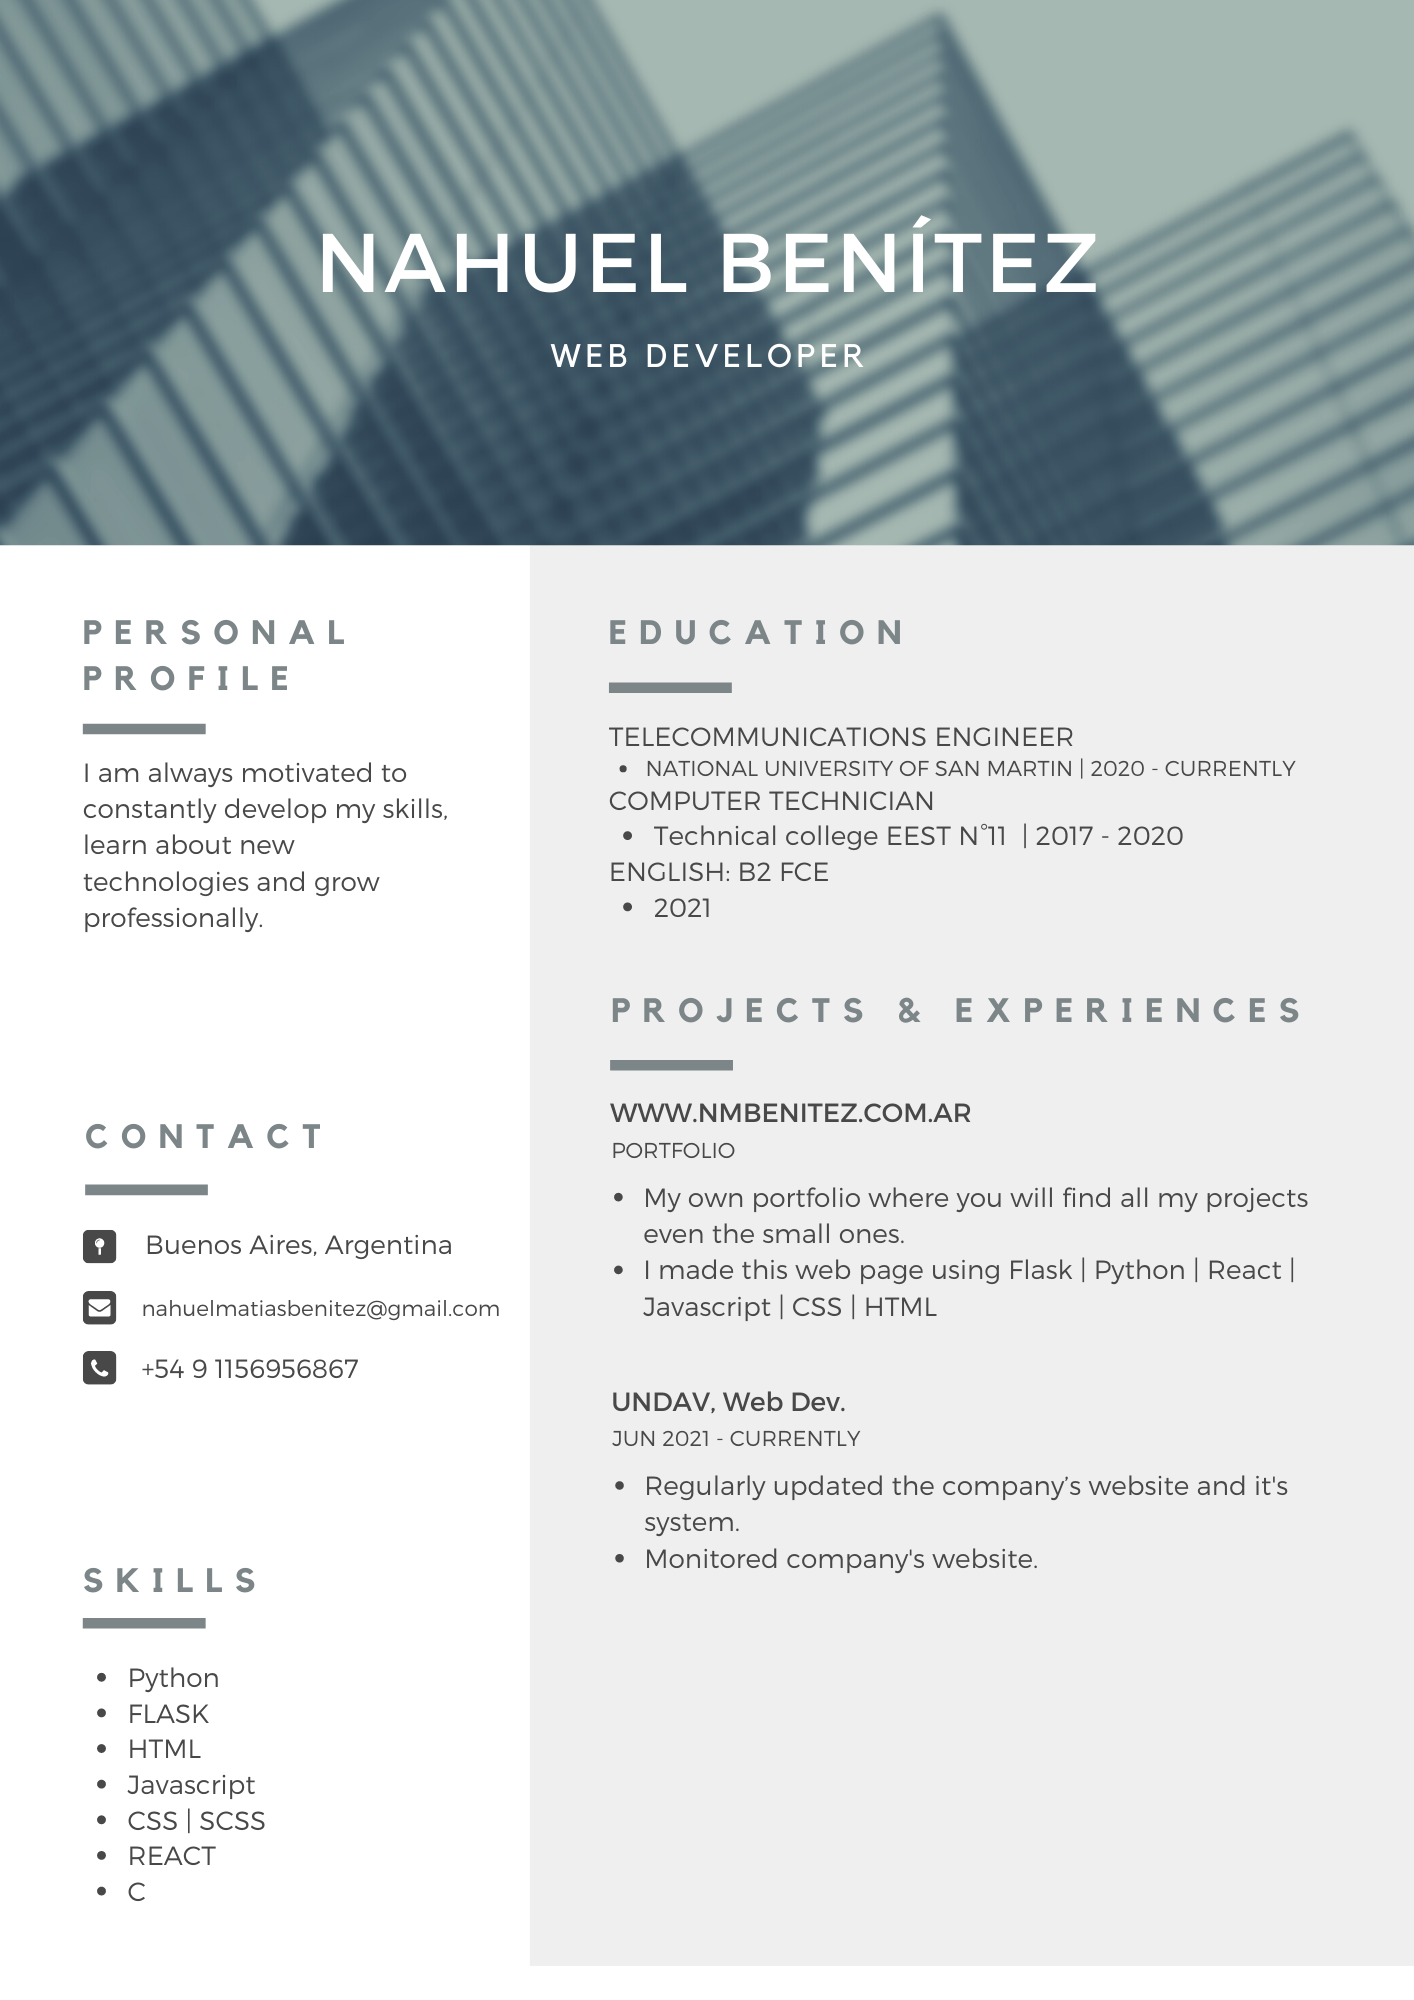 NAHUEL BENÍTEZ
WEB DEVELOPER
PERSONAL
PROFILE
I am always motivated to
constantly develop my skills,
learn about new
technologies and grow
professionally.
CONTACT
Buenos Aires, Argentina
nahuelmatiasbenitez@gmail.com
+54 9 1156956867
SKILLS
• Python
• FLASK
• HTML
• Javascript
• CSS | SCSS
• REACT
• C
EDUCATION
TELECOMMUNICATIONS ENGINEER
• NATIONAL UNIVERSITY OF SAN MARTIN | 2020 - CURRENTLY
COMPUTER TECHNICIAN
• Technical college EEST N°11 | 2017 - 2020
ENGLISH: B2 FCE
• 2021
PROJECTS & EXPERIENCES
WWW.NMBENITEZ.COM.AR
PORTFOLIO
• My own portfolio where you will find all my projects
even the small ones.
• I made this web page using Flask | Python | React |
Javascript | CSS | HTML
UNDAV, Web Dev.
JUN 2021 - CURRENTLY
• Regularly updated the company’s website and it's
system.
• Monitored company's website.